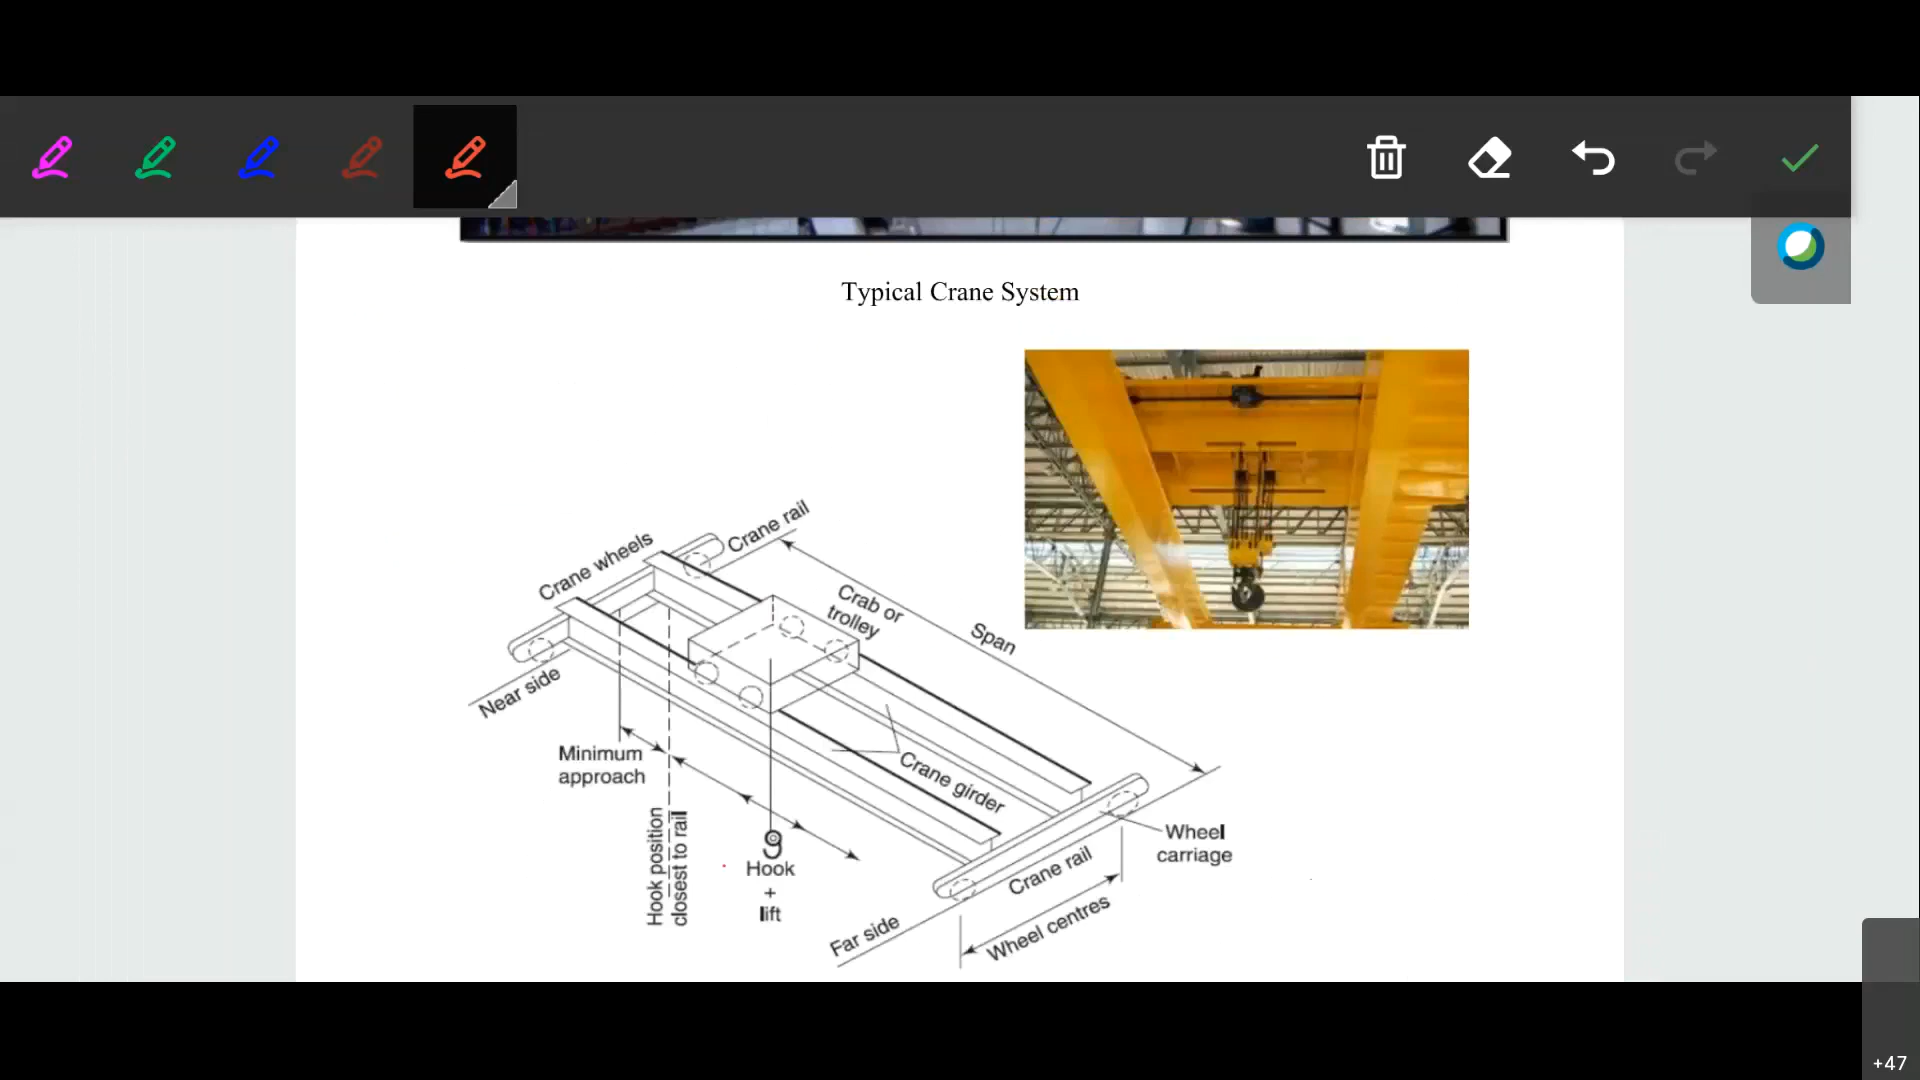 Typical Crane System
Crane rail
Crane wheels
Crab or
trolley
Span
Near side
Minimum
approach
Crane girder
Hook position
closest to rail
Hook
+
lift
Wheel
carriage
Crane rail
Wheel centres
Far side
+47